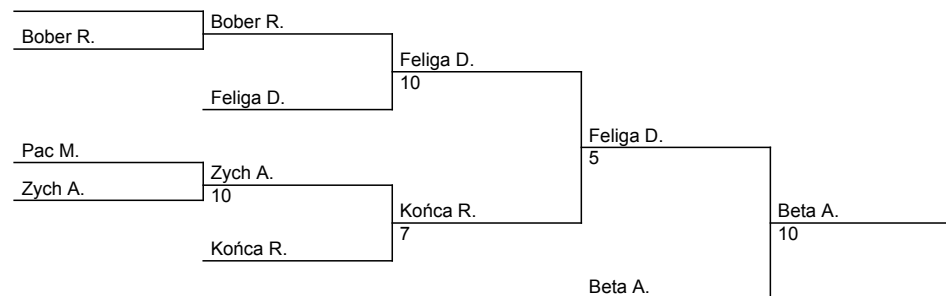 Bober R.
Bober R.
Feliga D.
10
Feliga D.
Feliga D.
5
Pac M.
Zych A.
Zych A.
10
Końca R.
7
Końca R.
Beta A.
10
Beta A.